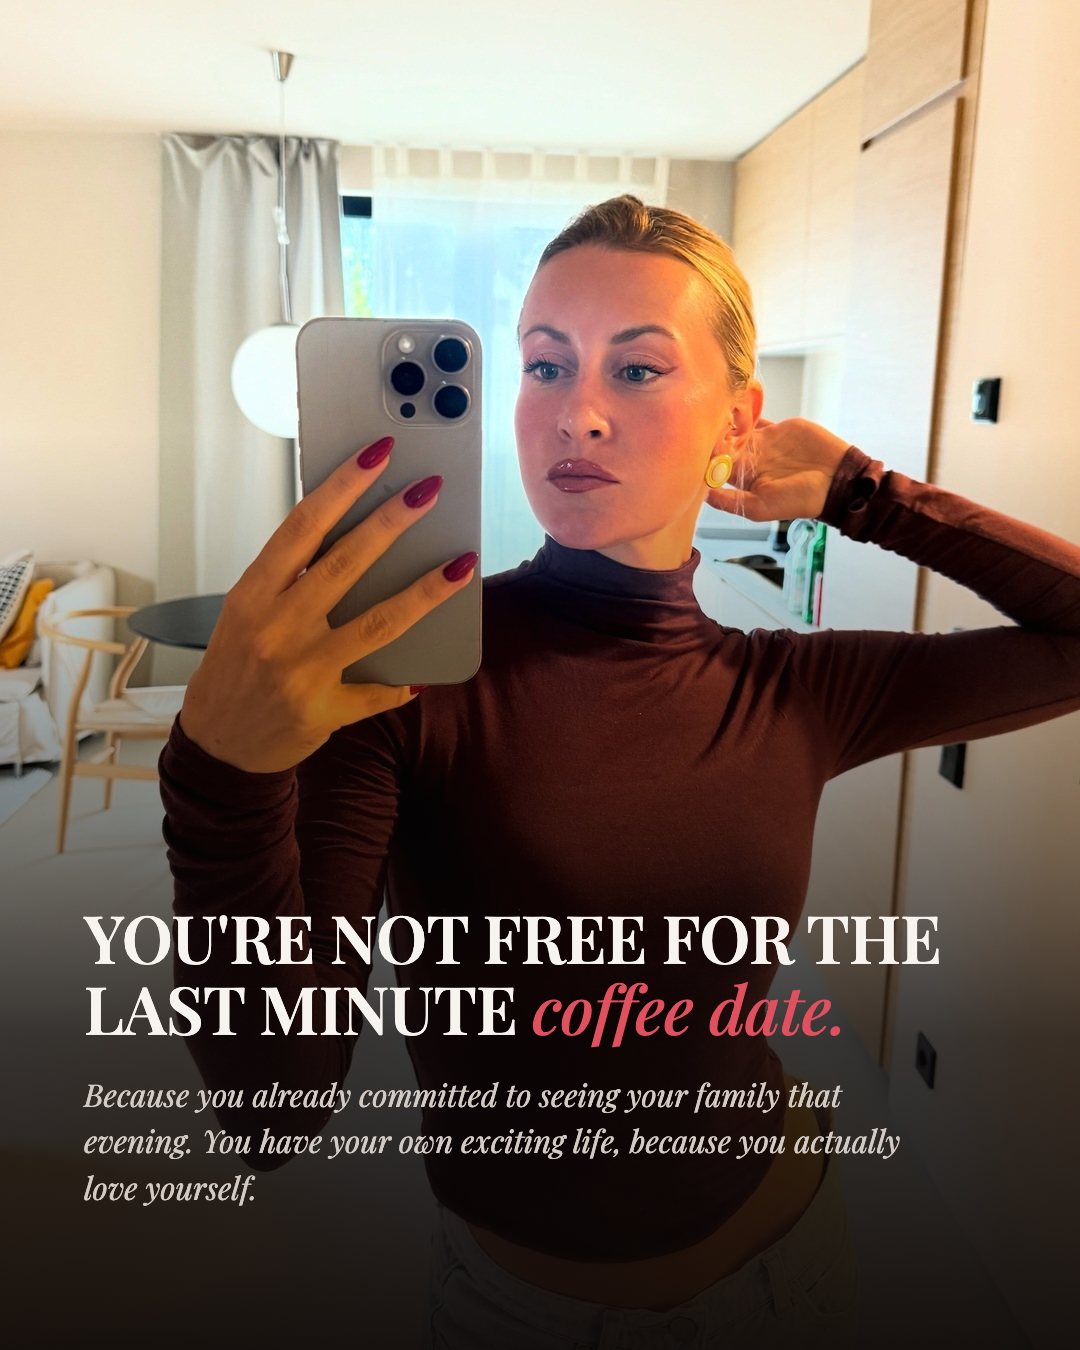 YOU'RE NOT FREE FOR THE
LAST MINUTE coffee date.
Because you already committed to seeing your family that
evening. You have your own exciting life, because you actually
love yourself.